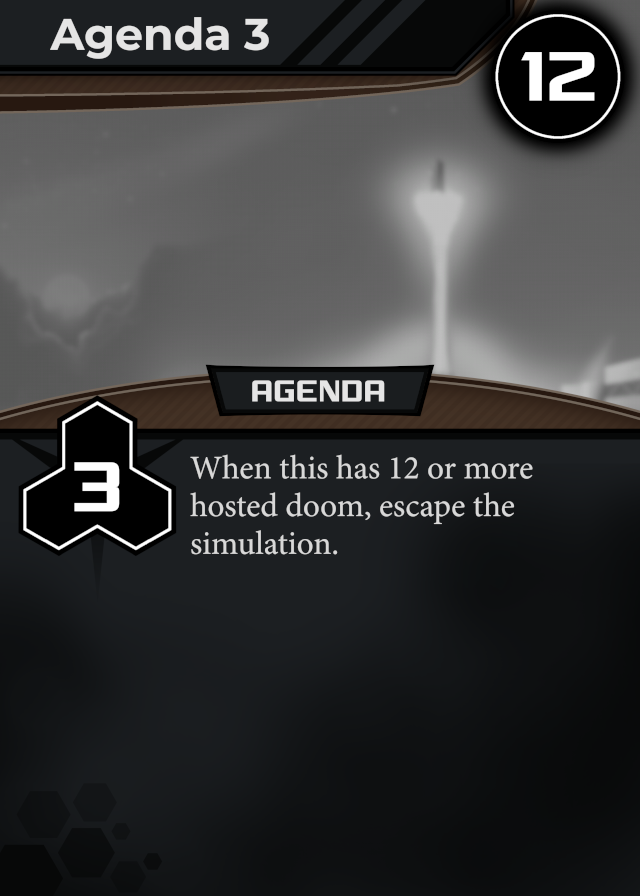 Agenda 3
12
AGENDA
3
When this has 12 or more
hosted doom, escape the
simulation.